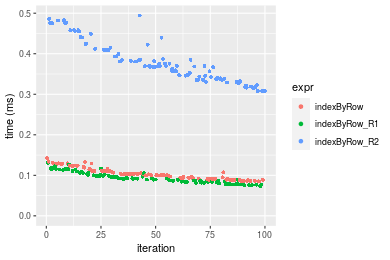 0.5
0.4
0.3
0.2
0.1
0.0
time (ms)
0
25
50
75
100
iteration
expr
indexByRow
indexByRow_R1
indexByRow_R2